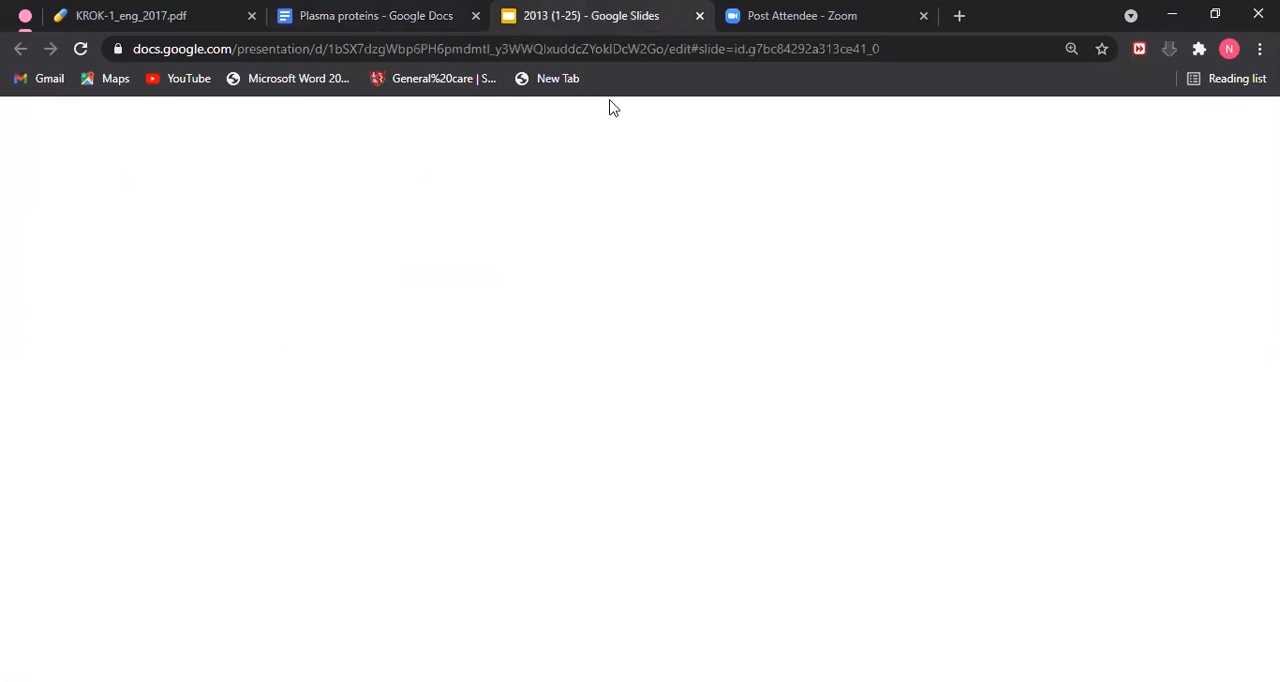 KROK-1_eng_2017.pdf
Plasma proteins - Google Docs
2013 (1-25) - Google Slides
Post Attendee - Zoom
docs.google.com/presentation/d/1bSX7dzgWbp6PH6pmdmtl_y3WWQlxuddcZYoklDcW2Go/edit#slide=id.g7bc84292a313ce41_0
N
Gmail
Maps
YouTube
Microsoft Word 20...
General%20care | S...
New Tab
Reading list